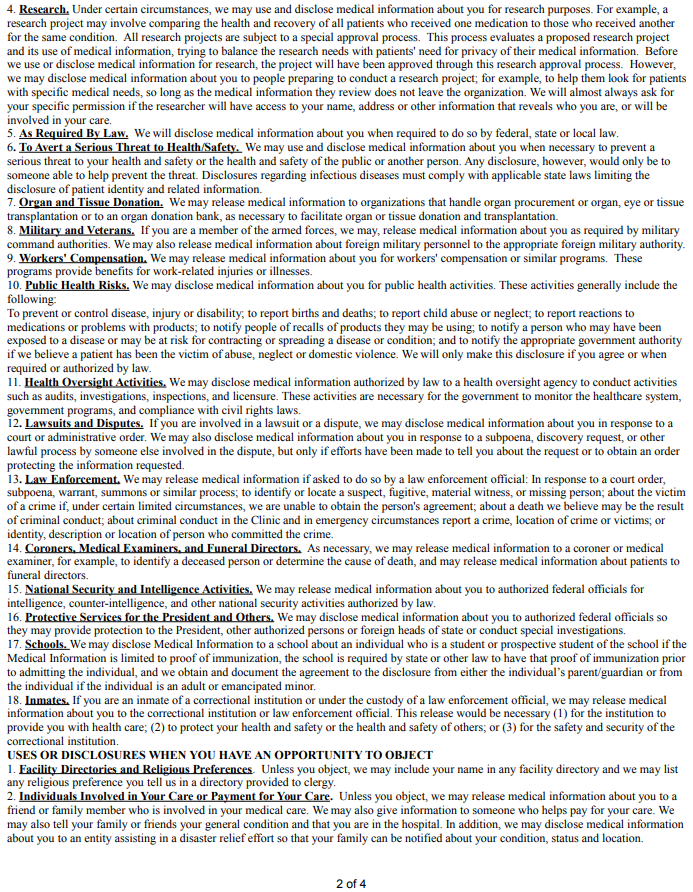 4. Research. Under certain circumstances, we may use and disclose medical information about you for research purposes. For example, a
research project may involve comparing the health and recovery of all patients who received one medication to those who received another
for the same condition. All research projects are subject to a special approval process. This process evaluates a proposed research project
and its use of medical information, trying to balance the research needs with patients' need for privacy of their medical information. Before
we use or disclose medical information for research, the project will have been approved through this research approval process. However,
we may disclose medical information about you to people preparing to conduct a research project; for example, to help them look for patients
with specific medical needs, so long as the medical information they review does not leave the organization. We will almost always ask for
your specific permission if the researcher will have access to your name, address or other information that reveals who you are, or will be
involved in your care.
5. As Required By Law. We will disclose medical information about you when required to do so by federal, state or local law.
6. To Avert a Serious Threat to Health/Safety. We may use and disclose medical information about you when necessary to prevent a
serious threat to your health and safety or the health and safety of the public or another person. Any disclosure, however, would only be to
someone able to help prevent the threat. Disclosures regarding infectious diseases must comply with applicable state laws limiting the
disclosure of patient identity and related information.
7. Organ and Tissue Donation. We may release medical information to organizations that handle organ procurement or organ, eye or tissue
transplantation or to an organ donation bank, as necessary to facilitate organ or tissue donation and transplantation.
8. Military and Veterans. If you are a member of the armed forces, we may, release medical information about you as required by military
command authorities. We may also release medical information about foreign military personnel to the appropriate foreign military authority.
9. Workers' Compensation. We may release medical information about you for workers' compensation or similar programs. These
programs provide benefits for work-related injuries or illnesses.
10. Public Health Risks. We may disclose medical information about you for public health activities. These activities generally include the
following:
To prevent or control disease, injury or disability; to report births and deaths; to report child abuse or neglect; to report reactions to
medications or problems with products; to notify people of recalls of products they may be using; to notify a person who may have been
exposed to a disease or may be at risk for contracting or spreading a disease or condition; and to notify the appropriate government authority
if we believe a patient has been the victim of abuse, neglect or domestic violence. We will only make this disclosure if you agree or when
required or authorized by law.
11. Health Oversight Activities. We may disclose medical information authorized by law to a health oversight agency to conduct activities
such as audits, investigations, inspections, and licensure. These activities are necessary for the government to monitor the healthcare system,
government programs, and compliance with civil rights laws.
12. Lawsuits and Disputes. If you are involved in a lawsuit or a dispute, we may disclose medical information about you in response to a
court or administrative order. We may also disclose medical information about you in response to a subpoena, discovery request, or other
lawful process by someone else involved in the dispute, but only if efforts have been made to tell you about the request or to obtain an order
protecting the information requested.
13. Law Enforcement. We may release medical information if asked to do so by a law enforcement official: In response to a court order,
subpoena, warrant, summons or similar process; to identify or locate a suspect, fugitive, material witness, or missing person; about the victim
of a crime if, under certain limited circumstances, we are unable to obtain the person's agreement; about a death we believe may be the result
of criminal conduct; about criminal conduct in the Clinic and in emergency circumstances report a crime, location of crime or victims; or
identity, description or location of person who committed the crime.
14. Coroners, Medical Examiners, and Funeral Directors. As necessary, we may release medical information to a coroner or medical
examiner, for example, to identify a deceased person or determine the cause of death, and may release medical information about patients to
funeral directors.
15. National Security and Intelligence Activities. We may release medical information about you to authorized federal officials for
intelligence, counter-intelligence, and other national security activities authorized by law.
16. Protective Services for the President and Others. We may disclose medical information about you to authorized federal officials so
they may provide protection to the President, other authorized persons or foreign heads of state or conduct special investigations.
17. Schools. We may disclose Medical Information to a school about an individual who is a student or prospective student of the school if the
Medical Information is limited to proof of immunization, the school is required by state or other law to have that proof of immunization prior
to admitting the individual, and we obtain and document the agreement to the disclosure from either the individual's parent/guardian or from
the individual if the individual is an adult or emancipated minor.
18. Inmates. If you are an inmate of a correctional institution or under the custody of a law enforcement official, we may release medical
information about you to the correctional institution or law enforcement official. This release would be necessary (1) for the institution to
provide you with health care; (2) to protect your health and safety or the health and safety of others; or (3) for the safety and security of the
correctional institution.
USES OR DISCLOSURES WHEN YOU HAVE AN OPPORTUNITY TO OBJECT
1. Facility Directories and Religious Preferences. Unless you object, we may include your name in any facility directory and we may list
any religious preference you tell us in a directory provided to clergy.
2. Individuals Involved in Your Care or Payment for Your Care. Unless you object, we may release medical information about you to a
friend or family member who is involved in your medical care. We may also give information to someone who helps pay for your care. We
may also tell your family or friends your general condition and that you are in the hospital. In addition, we may disclose medical information
about you to an entity assisting in a disaster relief effort so that your family can be notified about your condition, status and location.
2 of 4